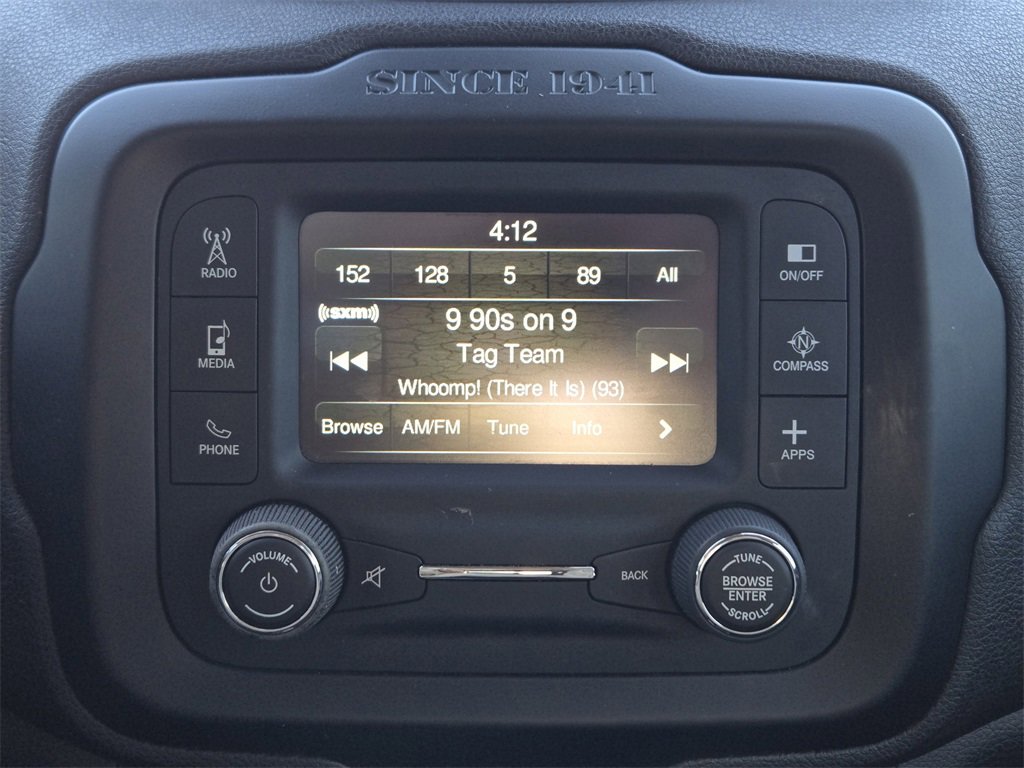 SINCE 1941
RADIO
MEDIA
PHONE
4:12
152 128 5 89 All
((sxm))
9 90s on 9
Tag Team
Whoomp! (There It Is) (93)
Browse AM/FM Tune Info
ON/OFF
N
COMPASS
APPS
VOLUME
BACK
TUNE
BROWSE
ENTER
SCROLL